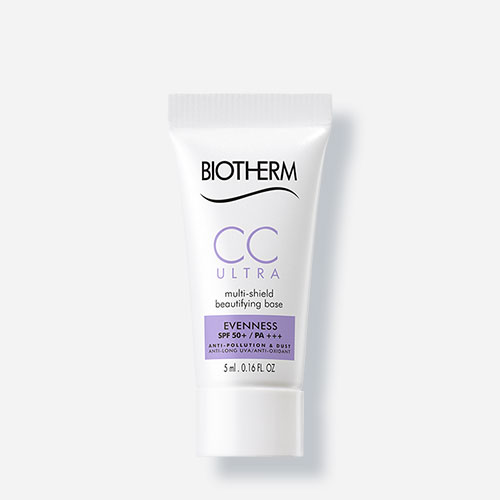 BIOTHERM
CC
ULTRA
multi-shield
beautifying base
EVENNESS
SPF 50+ / PA +++
ANTI-POLLUTION & DUST
ANTI-LONG UVA/ANTI-OXIDANT
5 ml . 0.16 FL. OZ